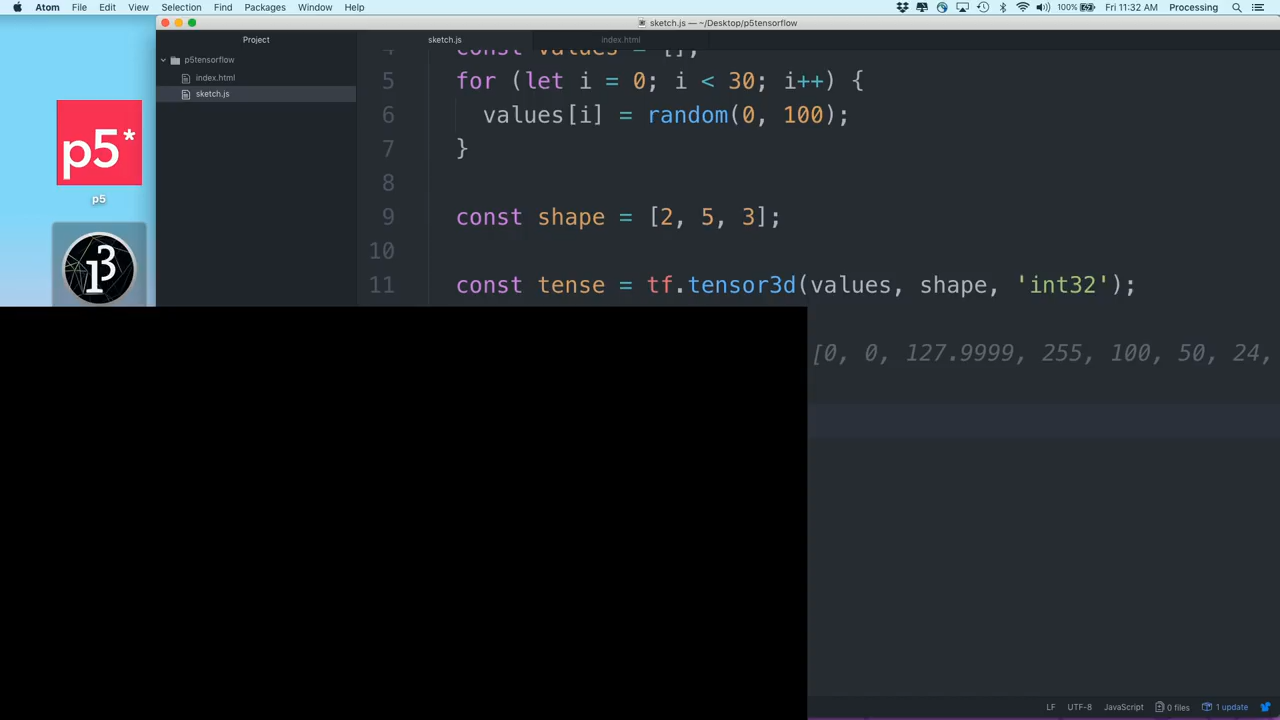 Atom File Edit View Selection Find Packages Window Help 100% Fri 11:32 AM Processing
sketch.js — ~/Desktop/p5tensorflow
Project
sketch.js
index.html
p5tensorflow
index.html
sketch.js
p5*
p5
4 const values = [];
5 for (let i = 0; i < 30; i++) {
6 values[i] = random(0, 100);
7 }
8
9 const shape = [2, 5, 3];
10
11 const tense = tf.tensor3d(values, shape, 'int32');
[0, 0, 127.9999, 255, 100, 50, 24,
LF UTF-8 JavaScript 0 files 1 update